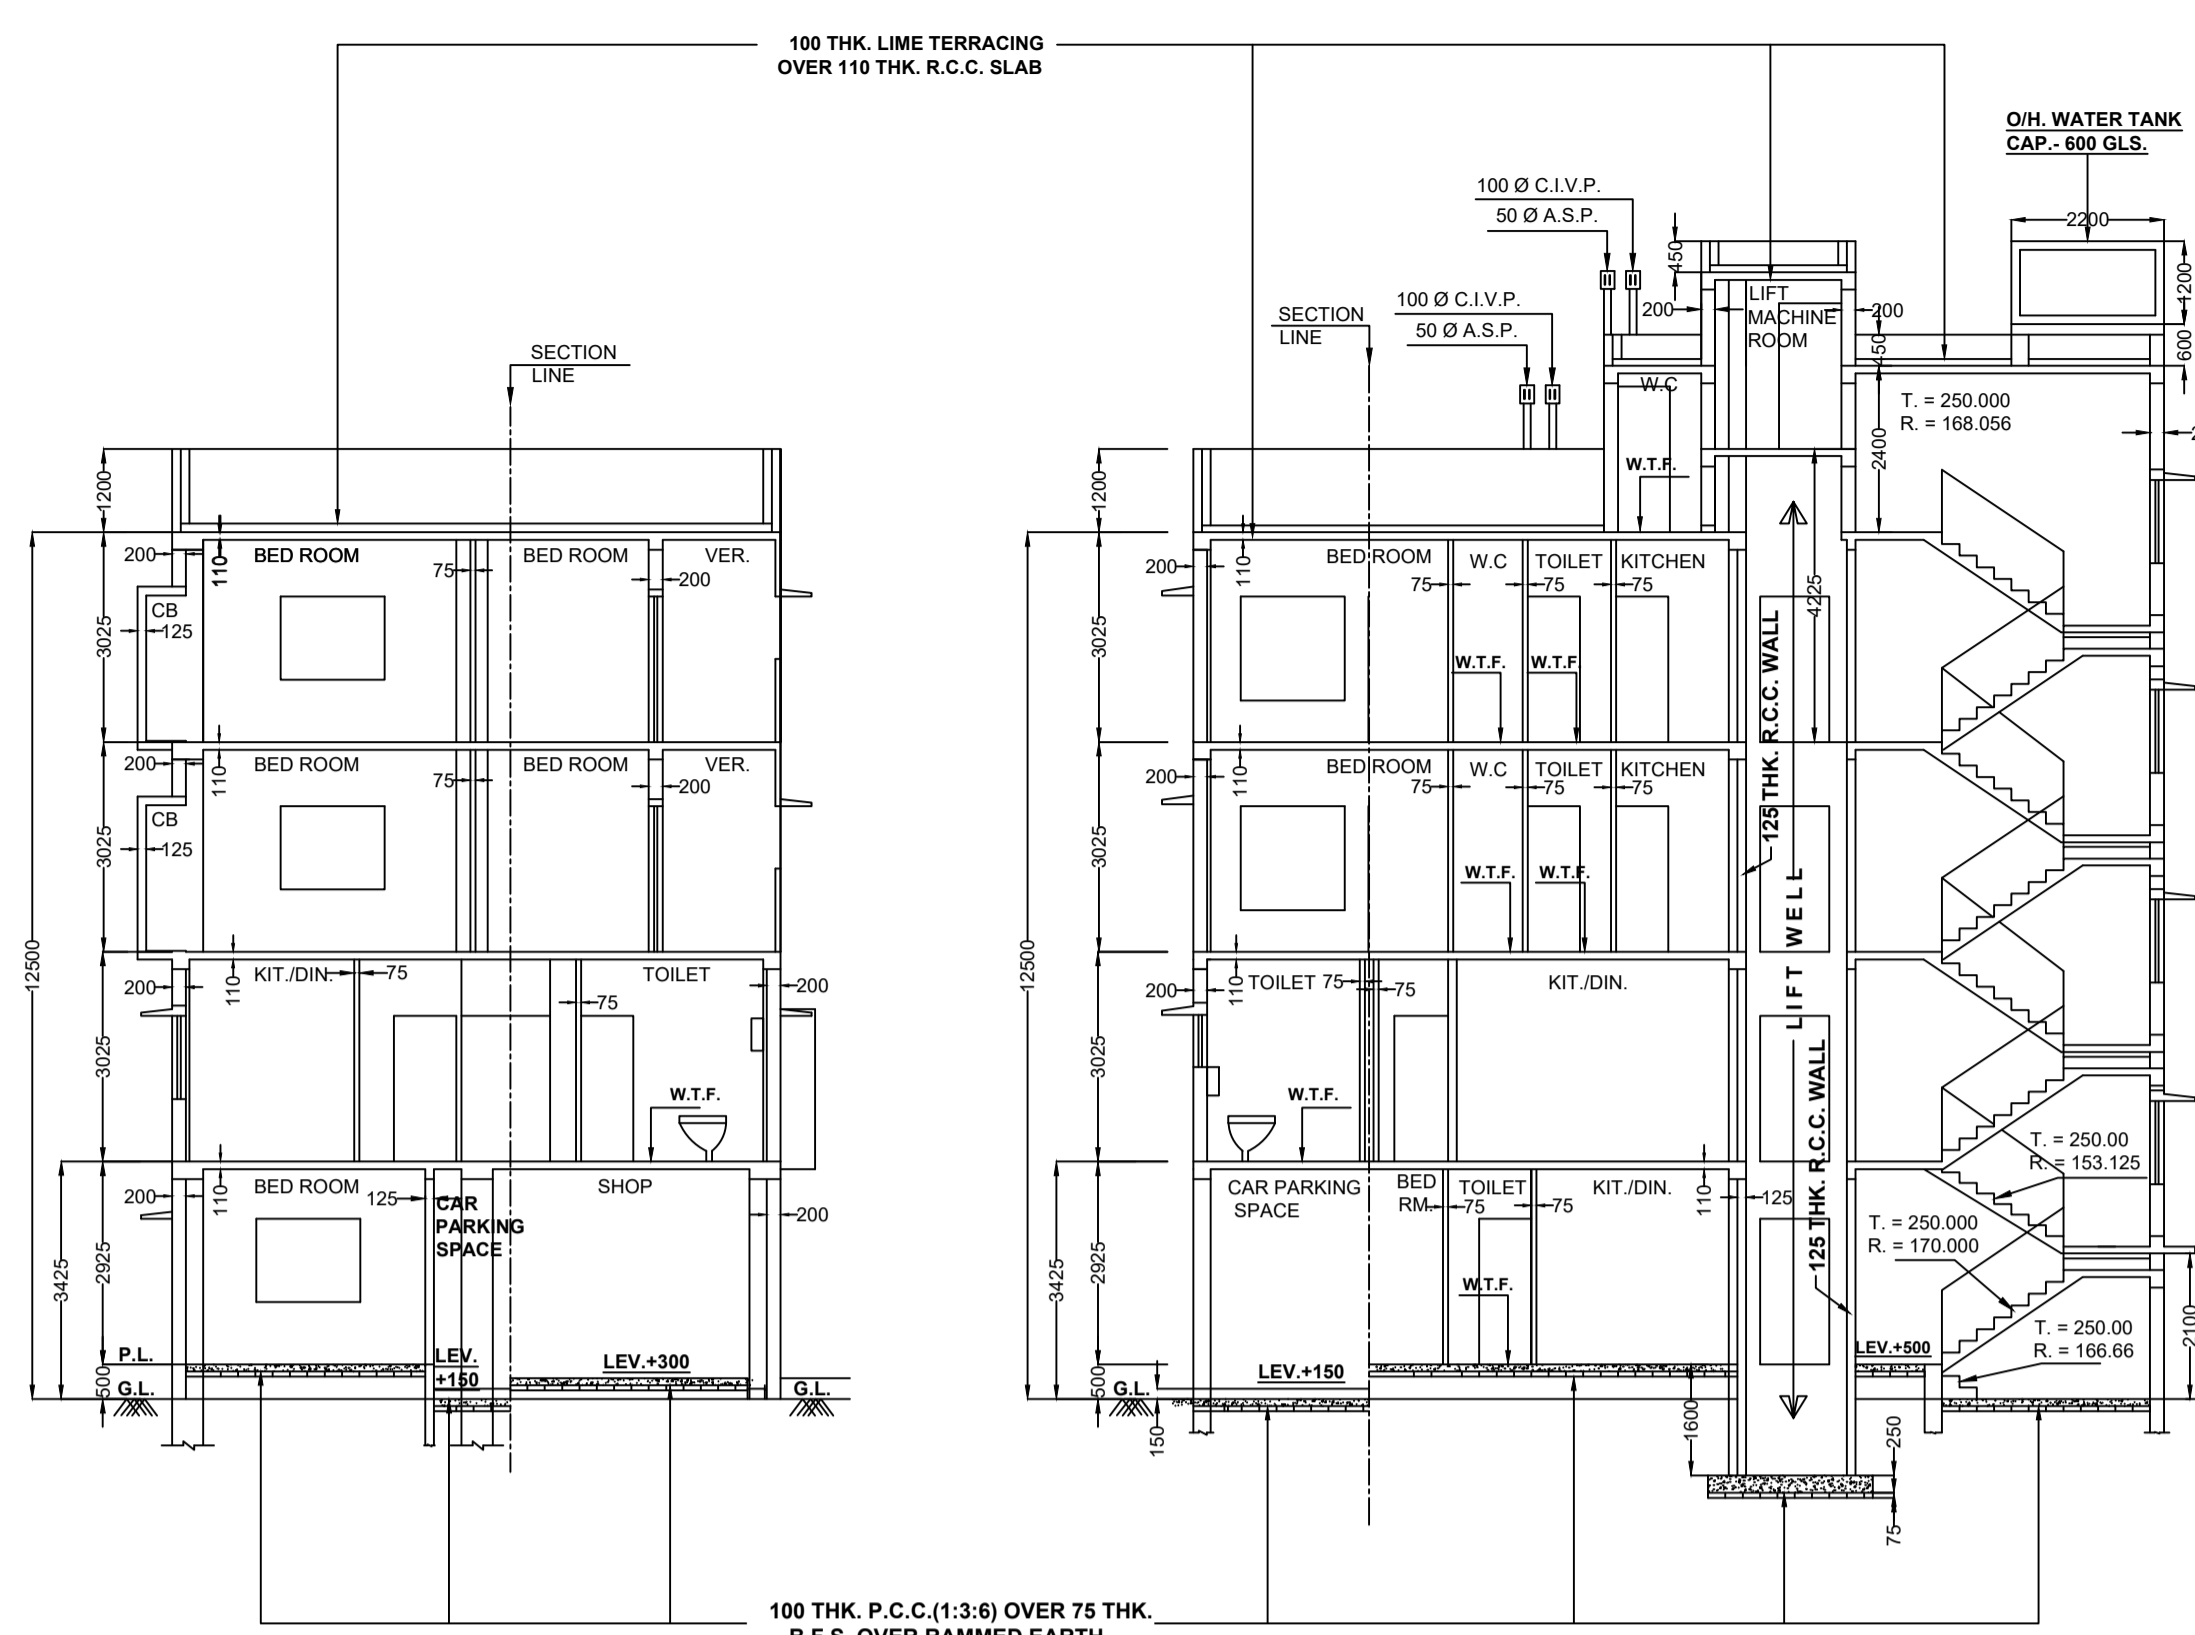 100 THK. LIME TERRACING
OVER 110 THK. R.C.C. SLAB
O/H. WATER TANK
CAP.- 600 GLS.
2200
1200
600
100 Ø C.I.V.P.
50 Ø A.S.P.
450
SECTION
LINE
100 Ø C.I.V.P.
50 Ø A.S.P.
200
LIFT
MACHINE
ROOM
200
450
W.C
W.T.F.
2400
T. = 250.000
R. = 168.056
SECTION
LINE
1200
200
110
BED ROOM
75
BED ROOM
200
VER.
CB
125
3025
200
110
BED ROOM
75
BED ROOM
200
VER.
CB
125
3025
12500
200
110
KIT./DIN.
75
75
TOILET
200
3025
W.T.F.
200
110
BED ROOM
125
CAR
PARKING
SPACE
SHOP
200
3425
2925
P.L.
500
G.L.
LEV.
+150
LEV.+300
G.L.
1200
200
110
BED ROOM
75
W.C
75
TOILET
75
KITCHEN
3025
W.T.F.
W.T.F.
4225
125 THK. R.C.C. WALL
200
110
BED ROOM
75
W.C
75
TOILET
75
KITCHEN
3025
W.T.F.
W.T.F.
LIFT WELL
12500
200
110
TOILET
75
75
KIT./DIN.
3025
W.T.F.
125 THK. R.C.C. WALL
T. = 250.00
R. = 153.125
CAR PARKING
SPACE
BED
RM.
75
TOILET
75
KIT./DIN.
110
125
3425
2925
W.T.F.
T. = 250.000
R. = 170.000
T. = 250.00
R. = 166.66
2100
LEV.+150
LEV.+500
500
G.L.
150
1600
250
75
100 THK. P.C.C.(1:3:6) OVER 75 THK.
B.F.S. OVER RAMMED EARTH